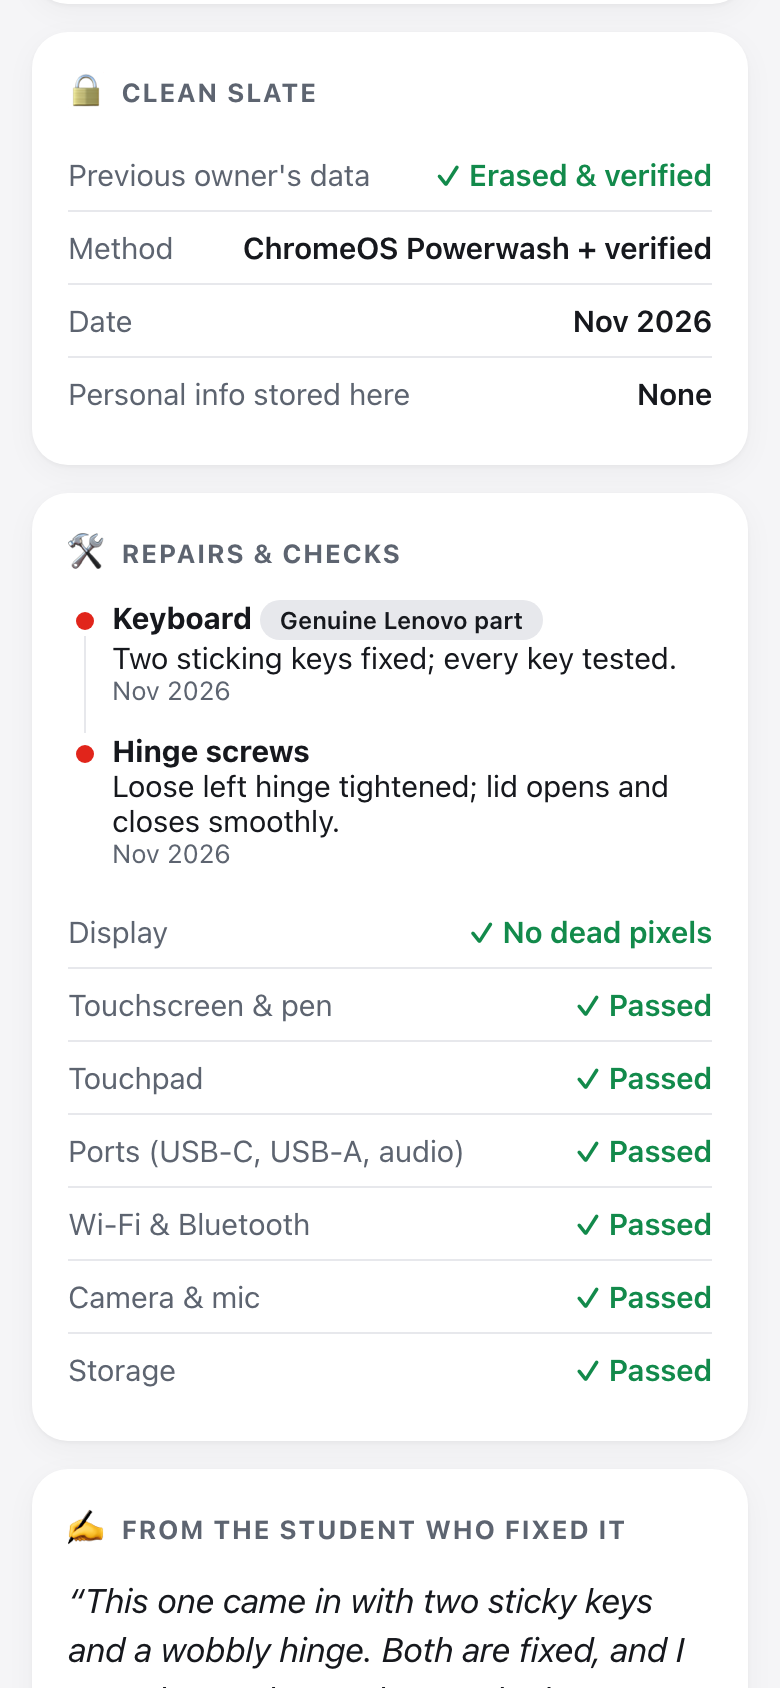 CLEAN SLATE
Previous owner's data ✓ Erased & verified
Method ChromeOS Powerwash + verified
Date Nov 2026
Personal info stored here None
REPAIRS & CHECKS
Keyboard Genuine Lenovo part
Two sticking keys fixed; every key tested.
Nov 2026
Hinge screws
Loose left hinge tightened; lid opens and
closes smoothly.
Nov 2026
Display ✓ No dead pixels
Touchscreen & pen ✓ Passed
Touchpad ✓ Passed
Ports (USB-C, USB-A, audio) ✓ Passed
Wi-Fi & Bluetooth ✓ Passed
Camera & mic ✓ Passed
Storage ✓ Passed
FROM THE STUDENT WHO FIXED IT
“This one came in with two sticky keys
and a wobbly hinge. Both are fixed, and I